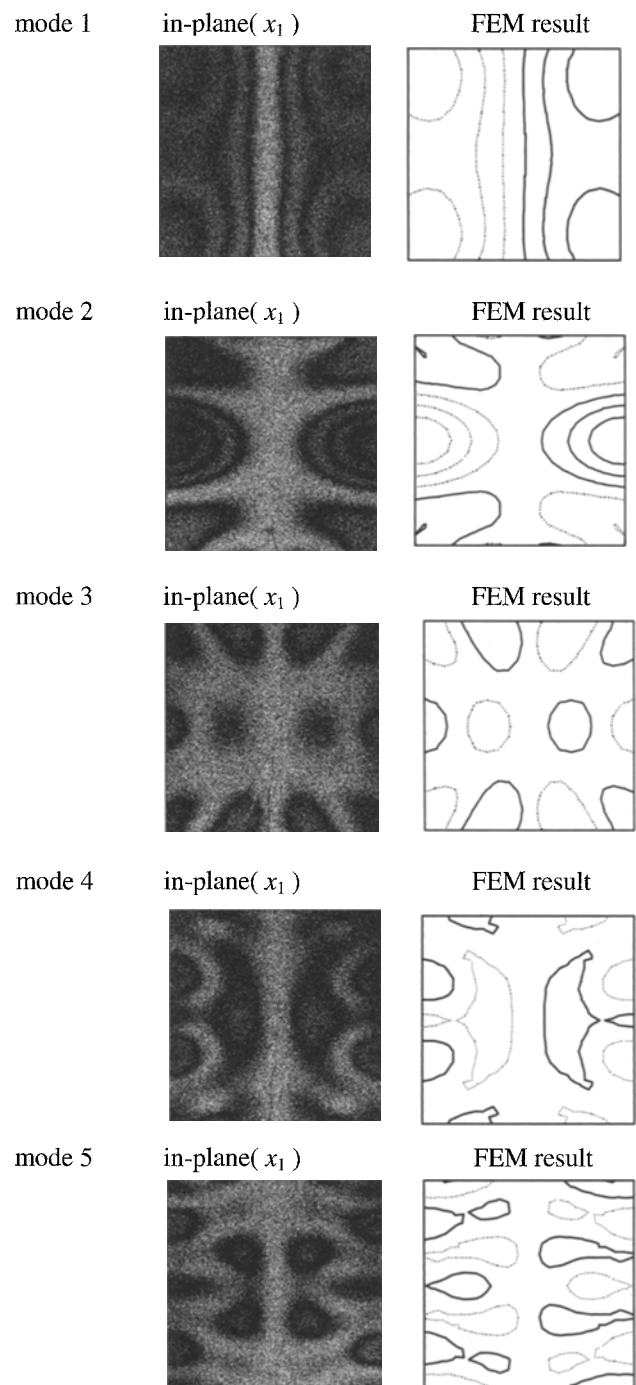 mode 1 in-plane( x₁ ) FEM result
mode 2 in-plane( x₁ ) FEM result
mode 3 in-plane( x₁ ) FEM result
mode 4 in-plane( x₁ ) FEM result
mode 5 in-plane( x₁ ) FEM result